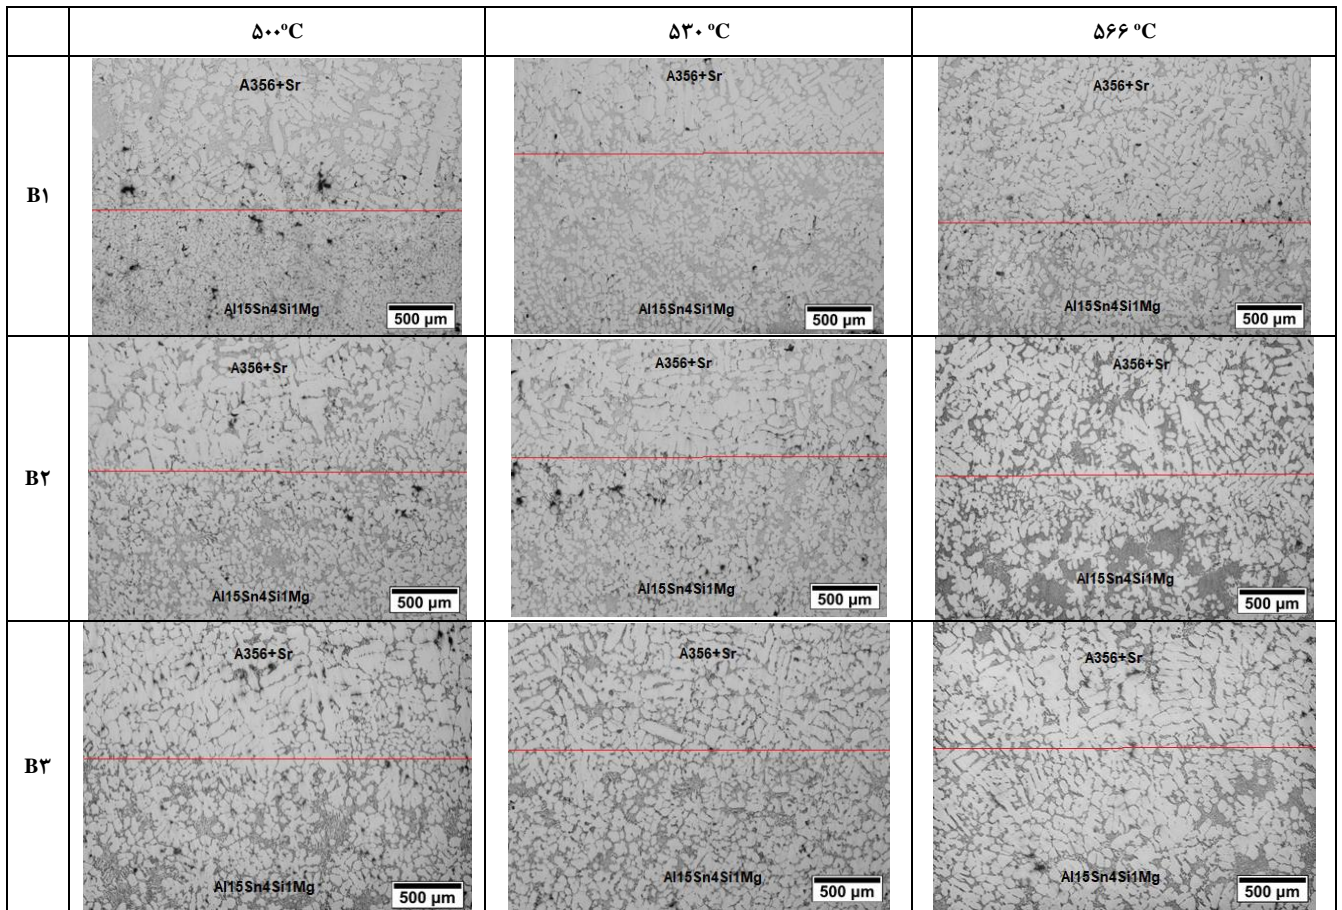 ۵۰۰ºC
۵۳۰ ºC
۵۶۶ ºC
B۱
A356+Sr
Al15Sn4Si1Mg
500 µm
A356+Sr
Al15Sn4Si1Mg
500 µm
A356+Sr
Al15Sn4Si1Mg
500 µm
B۲
A356+Sr
Al15Sn4Si1Mg
500 µm
A356+Sr
Al15Sn4Si1Mg
500 µm
A356+Sr
Al15Sn4Si1Mg
500 µm
B۳
A356+Sr
Al15Sn4Si1Mg
500 µm
A356+Sr
Al15Sn4Si1Mg
500 µm
A356+Sr
Al15Sn4Si1Mg
500 µm